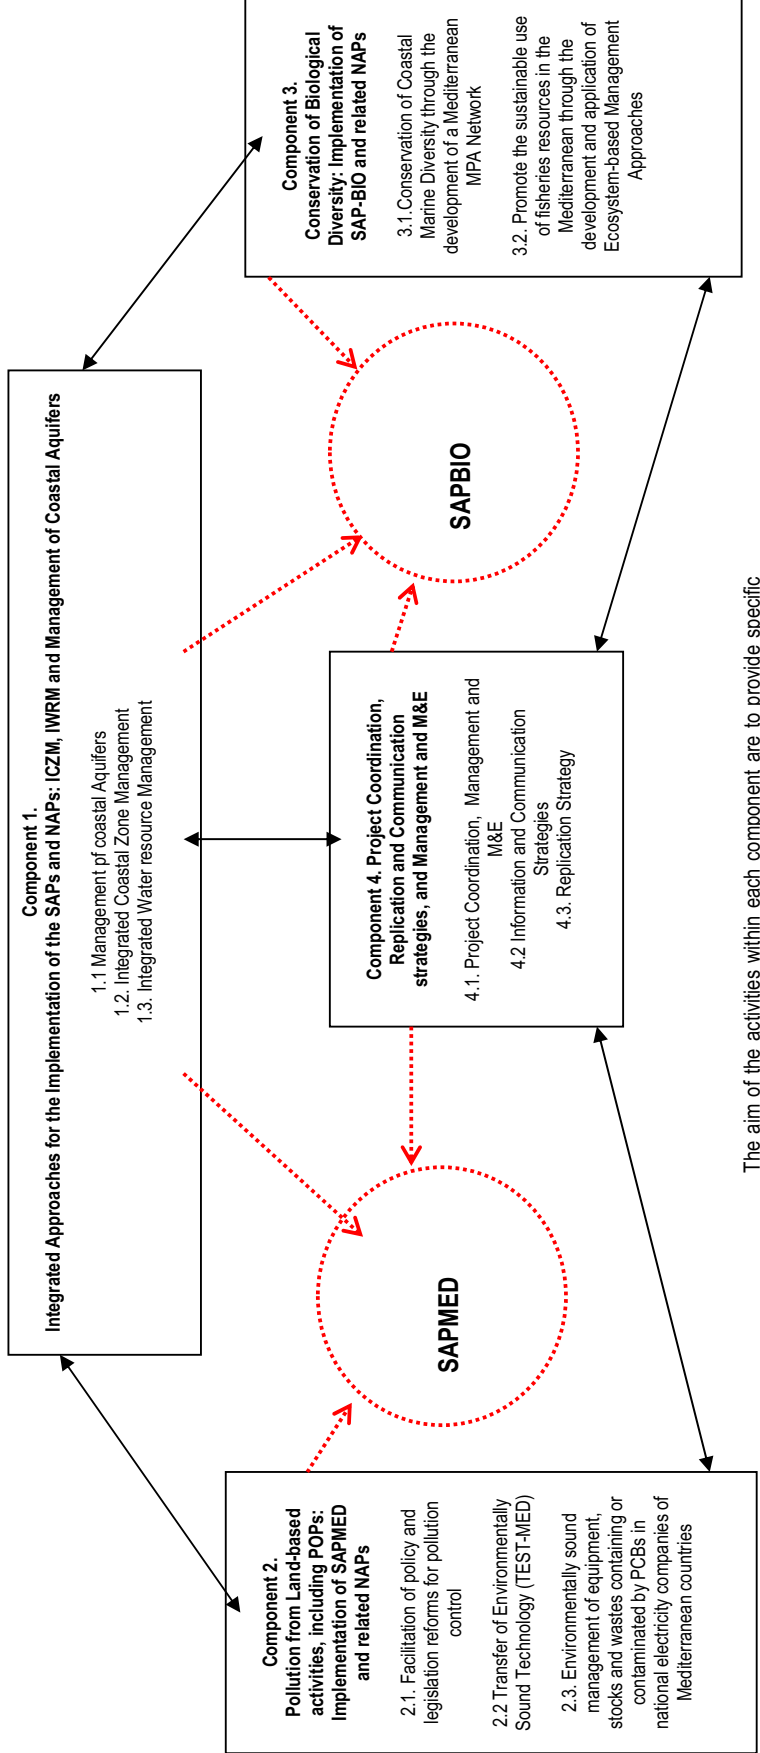 Component 1.
Integrated Approaches for the Implementation of the SAPs and NAPs: ICZM, IWRM and Management of Coastal Aquifers
1.1 Management pf coastal Aquifers
1.2. Integrated Coastal Zone Management
1.3. Integrated Water resource Management
Component 2.
Pollution from Land-based
activities, including POPs:
Implementation of SAPMED
and related NAPs
2.1. Facilitation of policy and
legislation reforms for pollution
control
2.2 Transfer of Environmentally
Sound Technology (TEST-MED)
2.3. Environmentally sound
management of equipment,
stocks and wastes containing or
contaminated by PCBs in
national electricity companies of
Mediterranean countries
SAPMED
Component 4. Project Coordination,
Replication and Communication
strategies, and Management and M&E
4.1. Project Coordination, Management and
M&E
4.2 Information and Communication
Strategies
4.3. Replication Strategy
SAPBIO
Component 3.
Conservation of Biological
Diversity: Implementation of
SAP-BIO and related NAPs
3.1.Conservation of Coastal
Marine Diversity through the
development of a Mediterranean
MPA Network
3.2. Promote the sustainable use
of fisheries resources in the
Mediterranean through the
development and application of
Ecosystem-based Management
Approaches
The aim of the activities within each component are to provide specific